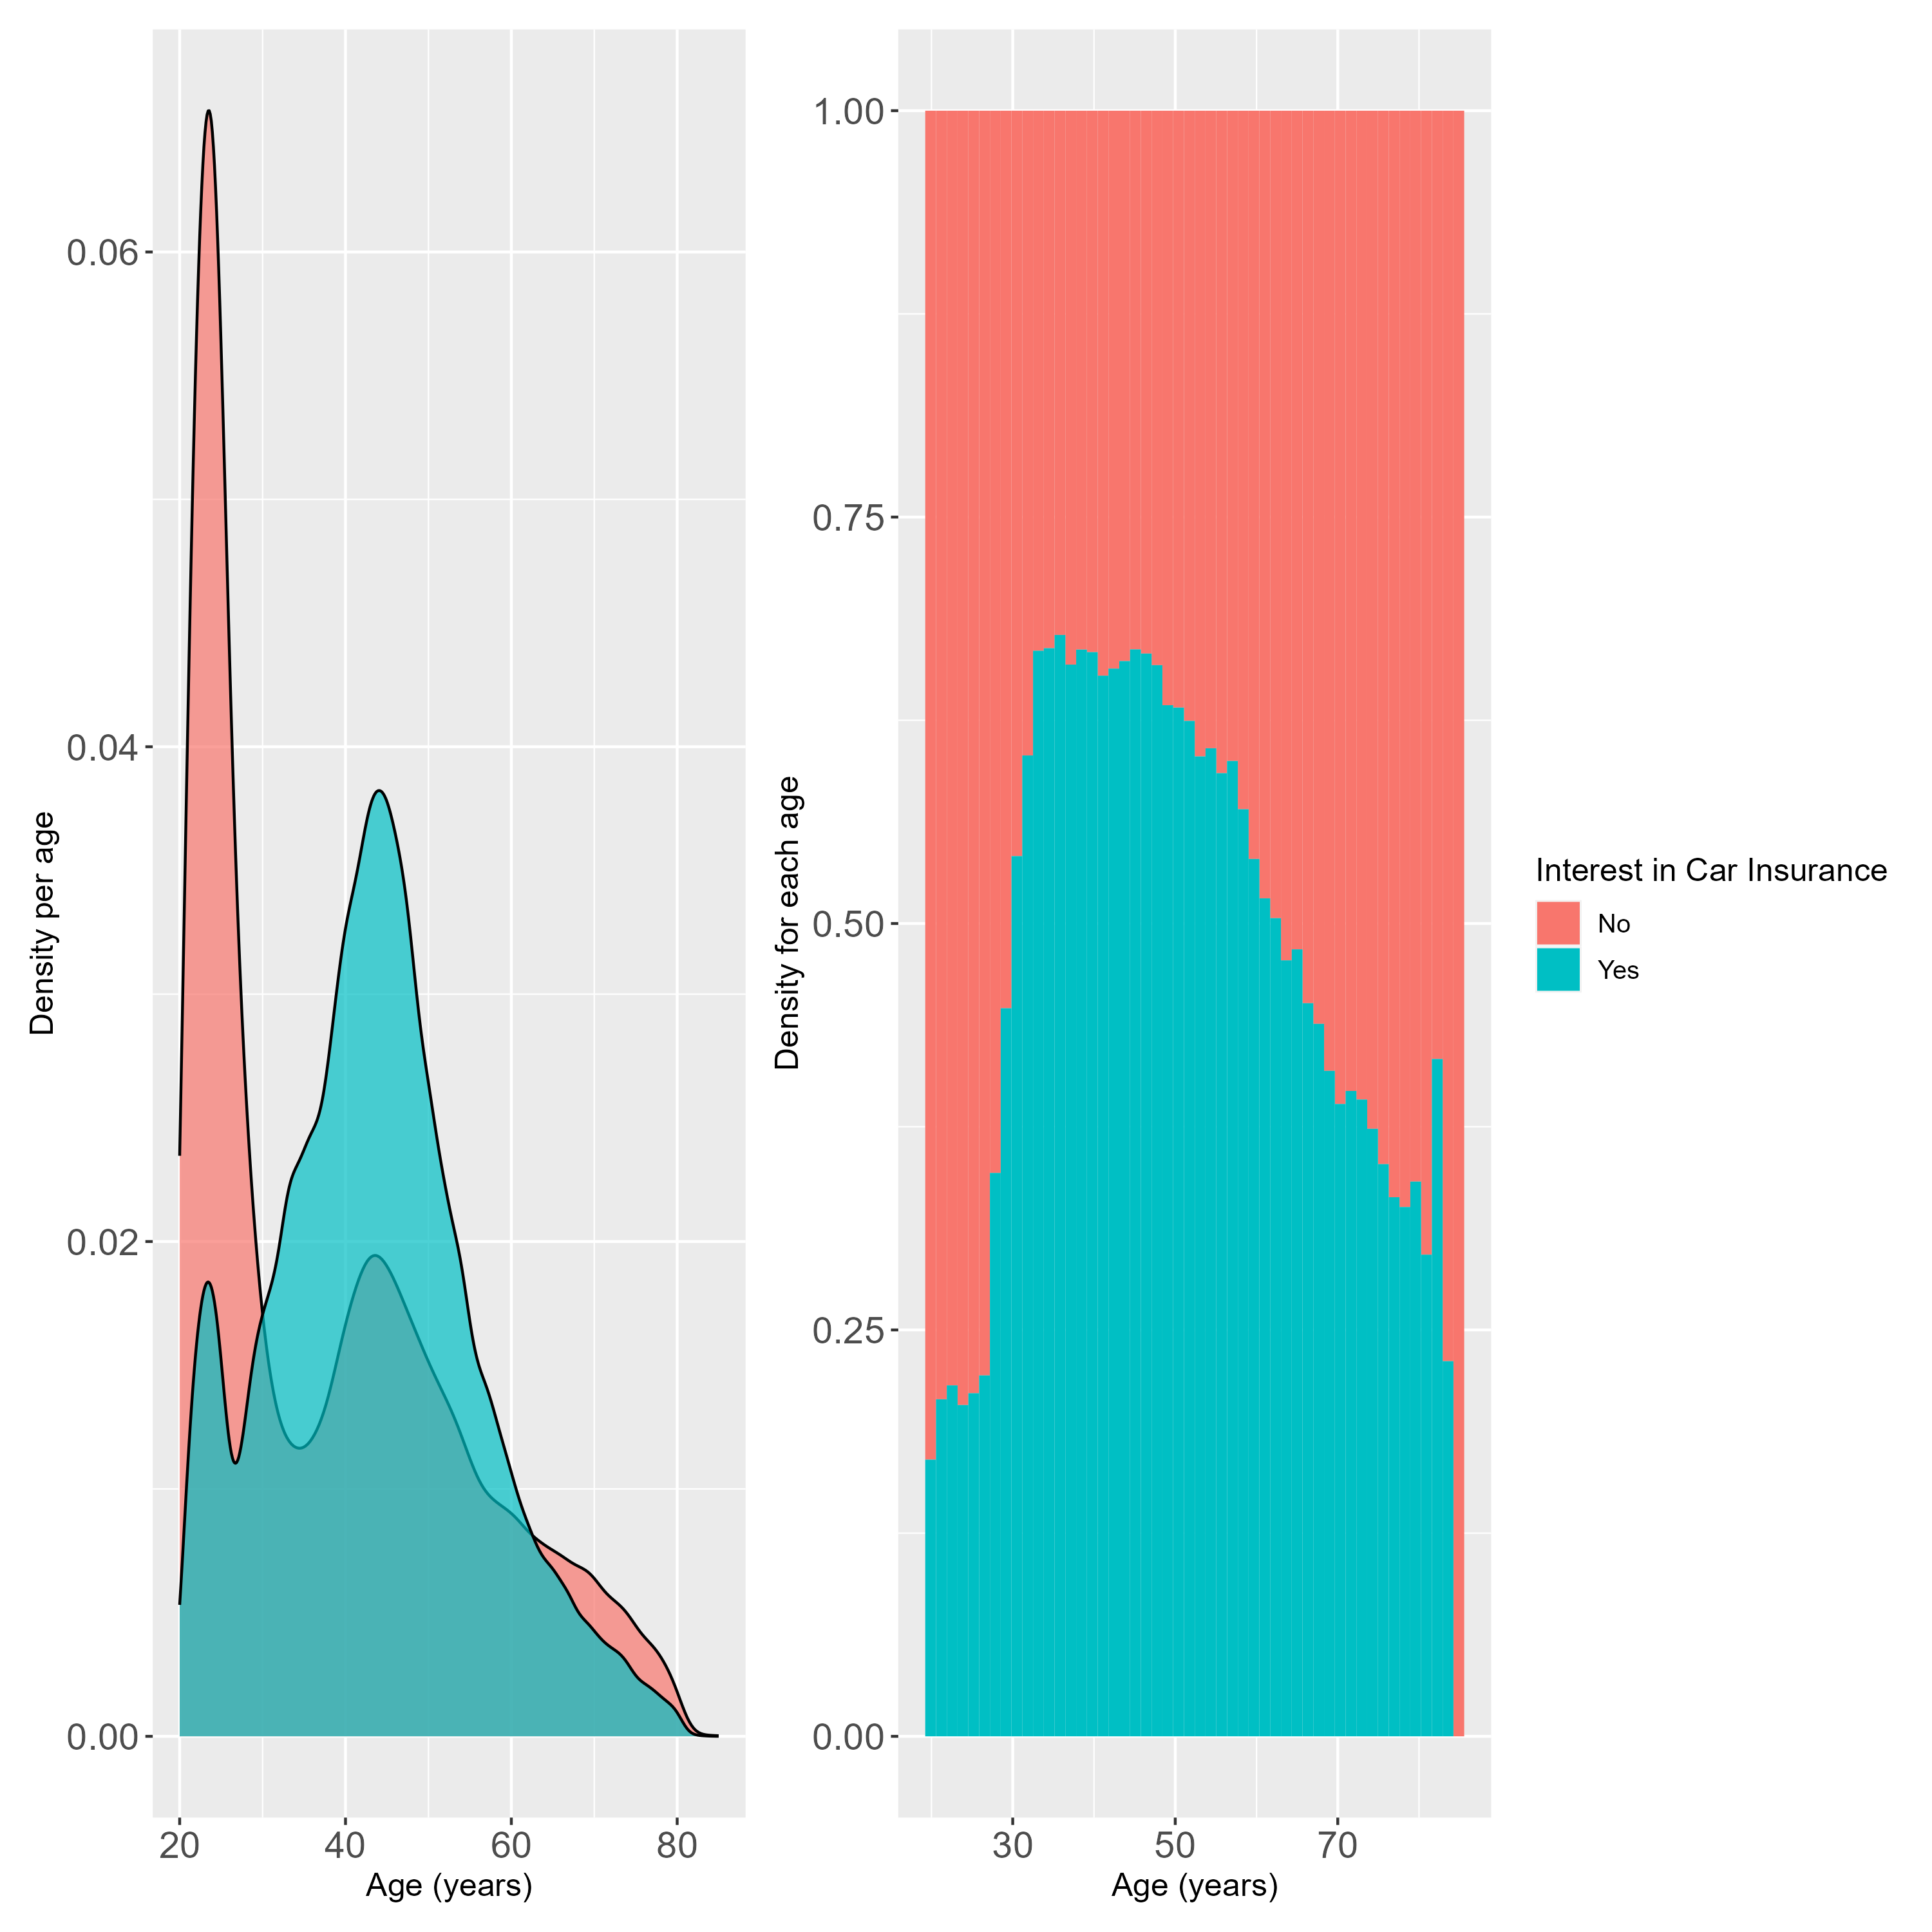 Density per age
0.06
0.04
0.02
0.00
20 40 60 80
Age (years)
Density for each age
1.00
0.75
0.50
0.25
0.00
30 50 70
Age (years)
Interest in Car Insurance
No
Yes